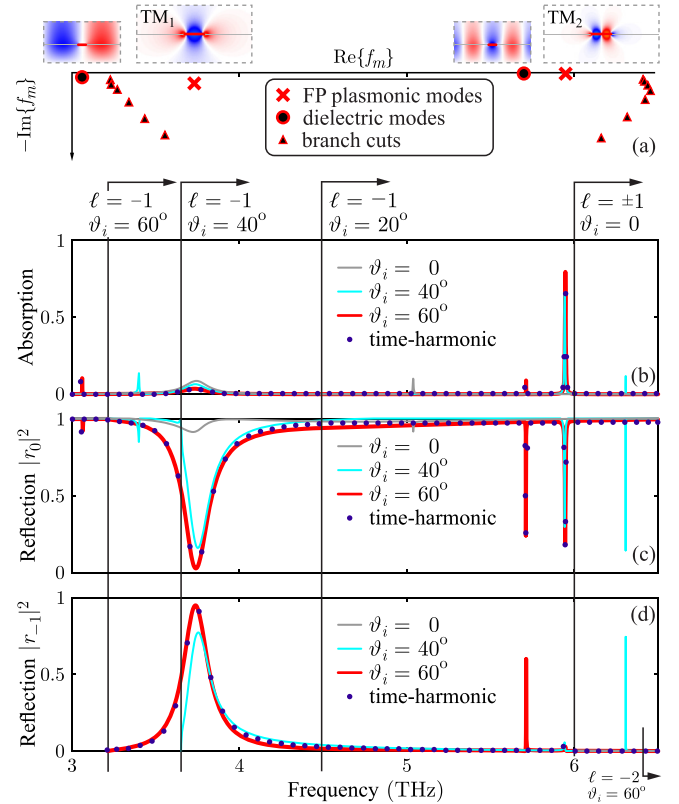 TM₁
Re{fₘ}
TM₂
−Im{fₘ}
FP plasmonic modes
dielectric modes
branch cuts
(a)
ℓ = −1
ϑᵢ = 60°
ℓ = −1
ϑᵢ = 40°
ℓ = −1
ϑᵢ = 20°
ℓ = ±1
ϑᵢ = 0
1
0.5
0
Absorption
ϑᵢ = 0
ϑᵢ = 40°
ϑᵢ = 60°
time-harmonic
(b)
1
0.5
0
Reflection |r₀|²
ϑᵢ = 0
ϑᵢ = 40°
ϑᵢ = 60°
time-harmonic
(c)
1
0.5
0
Reflection |r₋₁|²
ϑᵢ = 0
ϑᵢ = 40°
ϑᵢ = 60°
time-harmonic
(d)
3
4
5
6
Frequency (THz)
ℓ = −2
ϑᵢ = 60°